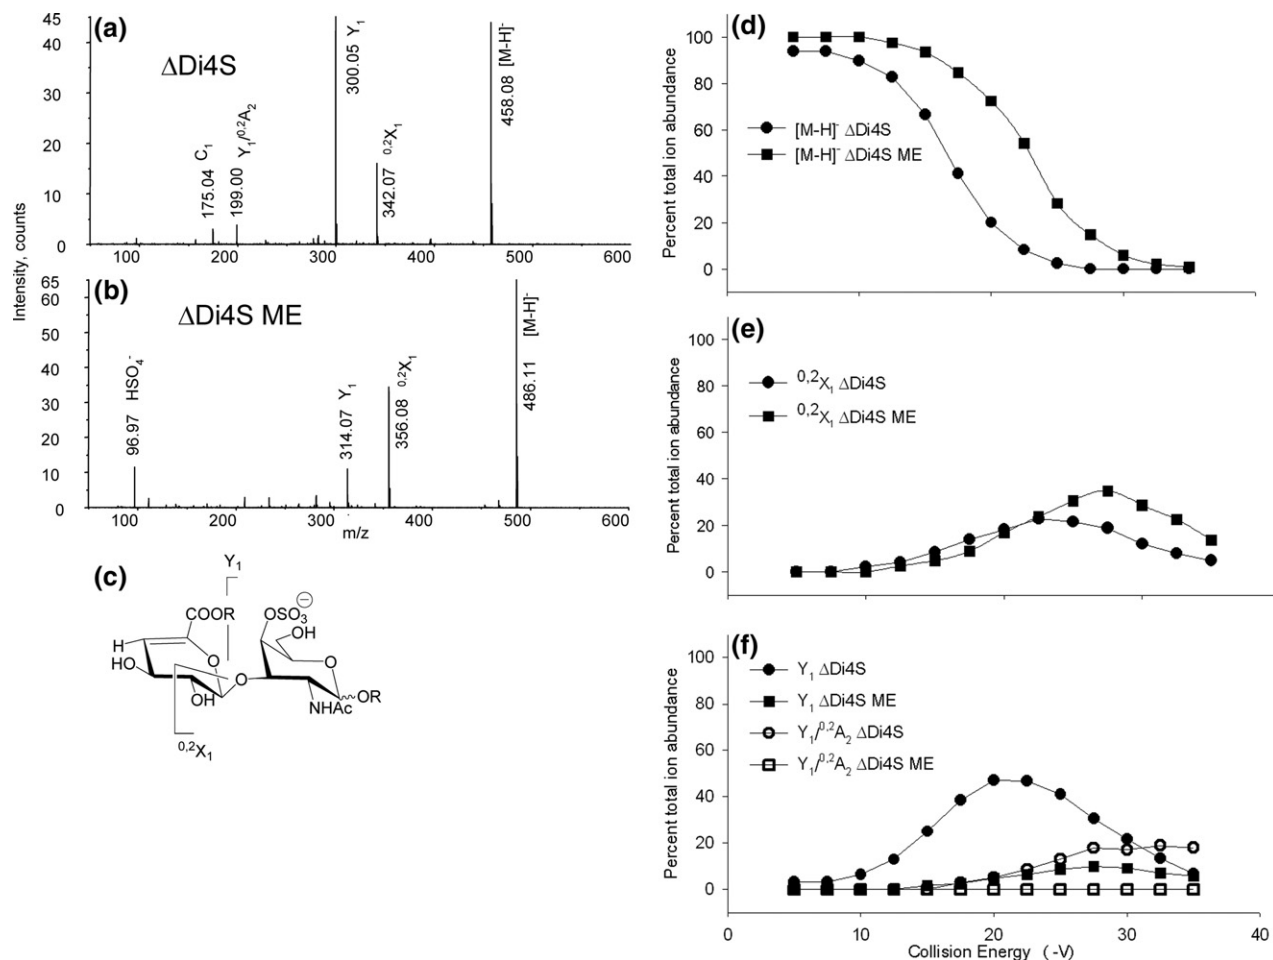 (a)
ΔDi4S
Intensity, counts
45
40
30
20
10
0
175.04 C₁
199.00 Y₁/⁰,²A₂
300.05 Y₁
342.07 ⁰,²X₁
458.08 [M-H]⁻
100 200 300 400 500 600
(b)
ΔDi4S ME
65
60
50
40
30
20
10
0
96.97 HSO₄⁻
314.07 Y₁
356.08 ⁰,²X₁
486.11 [M-H]⁻
100 200 300 400 500 600
m/z
(c)
Y₁
COOR
OSO₃⁻
OH
H
HO
O
O
O
OH
NHAc
OR
⁰,²X₁
(d)
Percent total ion abundance
100
80
60
40
20
0
[M-H]⁻ ΔDi4S
[M-H]⁻ ΔDi4S ME
(e)
Percent total ion abundance
100
80
60
40
20
0
⁰,²X₁ ΔDi4S
⁰,²X₁ ΔDi4S ME
(f)
Percent total ion abundance
100
80
60
40
20
0
Y₁ ΔDi4S
Y₁ ΔDi4S ME
Y₁/⁰,²A₂ ΔDi4S
Y₁/⁰,²A₂ ΔDi4S ME
0 10 20 30 40
Collision Energy (-V)